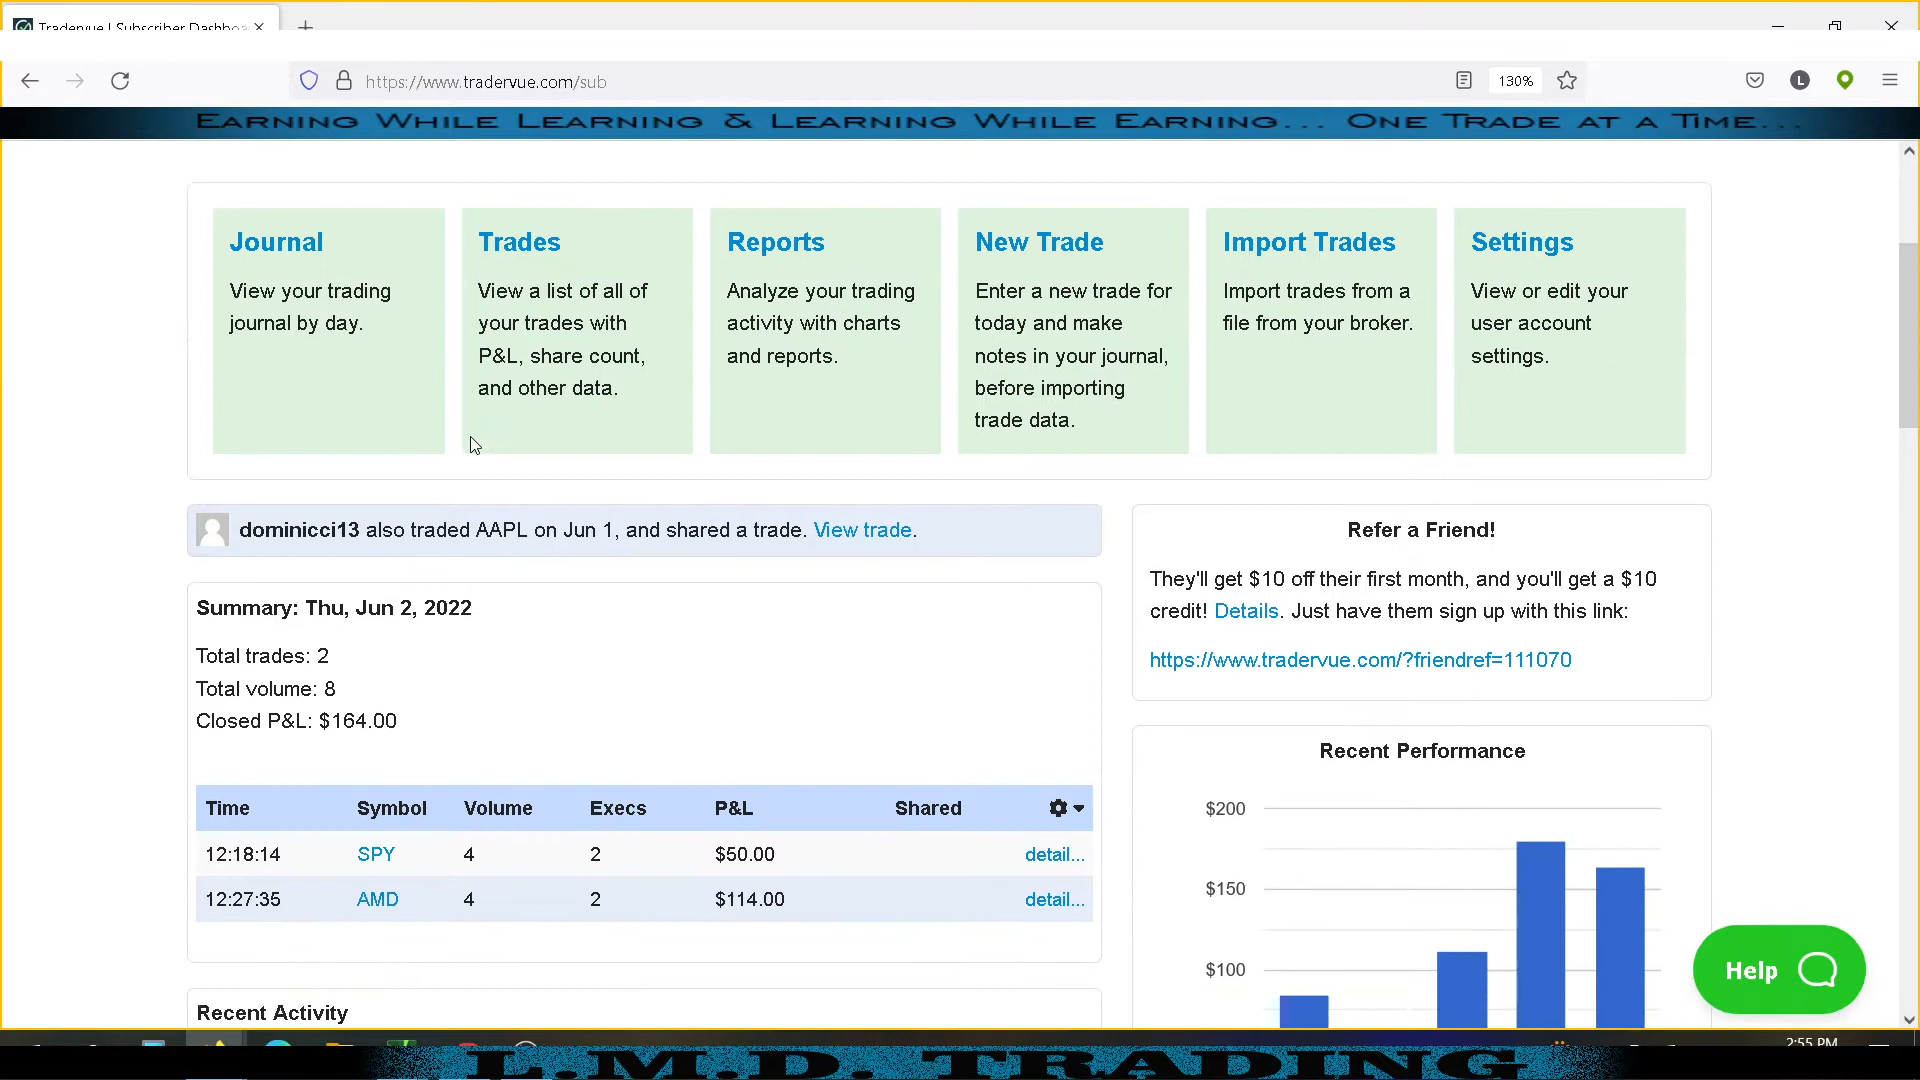 Tradervue | Subscriber Dashboa
https://www.tradervue.com/sub
130%
L
Earning While Learning & Learning While Earning... One Trade at a Time...
Journal
View your trading
journal by day.
Trades
View a list of all of
your trades with
P&L, share count,
and other data.
Reports
Analyze your trading
activity with charts
and reports.
New Trade
Enter a new trade for
today and make
notes in your journal,
before importing
trade data.
Import Trades
Import trades from a
file from your broker.
Settings
View or edit your
user account
settings.
dominicci13 also traded AAPL on Jun 1, and shared a trade. View trade.
Summary: Thu, Jun 2, 2022
Total trades: 2
Total volume: 8
Closed P&L: $164.00
Time Symbol Volume Execs P&L Shared
12:18:14 SPY 4 2 $50.00 detail...
12:27:35 AMD 4 2 $114.00 detail...
Recent Activity
Refer a Friend!
They'll get $10 off their first month, and you'll get a $10
credit! Details. Just have them sign up with this link:
https://www.tradervue.com/?friendref=111070
Recent Performance
$200
$150
$100
Help
2:55 PM
L.M.D. TRADING